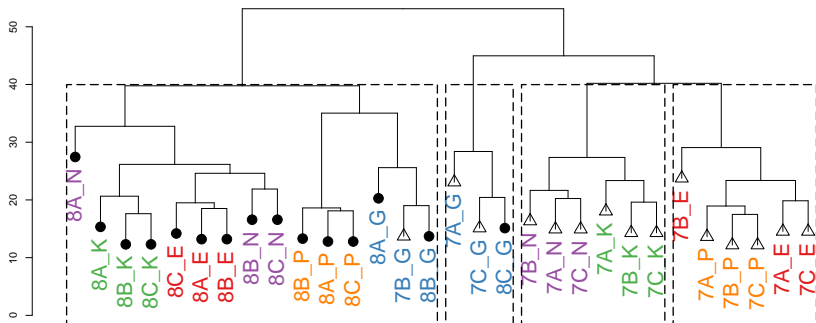 50
40
30
20
10
0
8A_N
8A_K
8B_K
8C_K
8C_E
8A_E
8B_E
8B_N
8C_N
8B_P
8A_P
8C_P
8A_G
7B_G
8B_G
7A_G
7C_G
8C_G
7B_N
7A_N
7C_N
7A_K
7B_K
7C_K
7B_E
7A_P
7B_P
7C_P
7A_E
7C_E